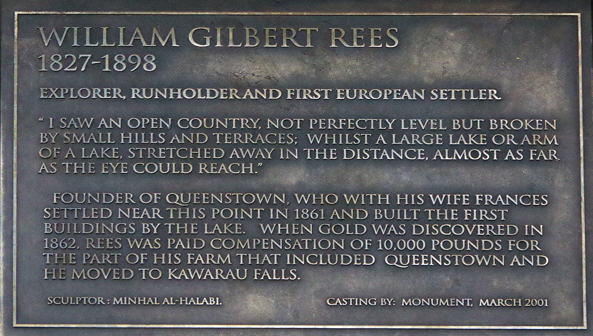 WILLIAM GILBERT REES
1827-1898
EXPLORER, RUNHOLDER AND FIRST EUROPEAN SETTLER
“ I SAW AN OPEN COUNTRY, NOT PERFECTLY LEVEL BUT BROKEN
BY SMALL HILLS AND TERRACES; WHILST A LARGE LAKE OR ARM
OF A LAKE, STRETCHED AWAY IN THE DISTANCE, ALMOST AS FAR
AS THE EYE COULD REACH.”
FOUNDER OF QUEENSTOWN, WHO WITH HIS WIFE FRANCES
SETTLED NEAR THIS POINT IN 1861 AND BUILT THE FIRST
BUILDINGS BY THE LAKE. WHEN GOLD WAS DISCOVERED IN
1862, REES WAS PAID COMPENSATION OF 10,000 POUNDS FOR
THE PART OF HIS FARM THAT INCLUDED QUEENSTOWN AND
HE MOVED TO KAWARAU FALLS.
SCULPTOR: MINHAL AL-HALABI. CASTING BY: MONUMENT, MARCH 2001